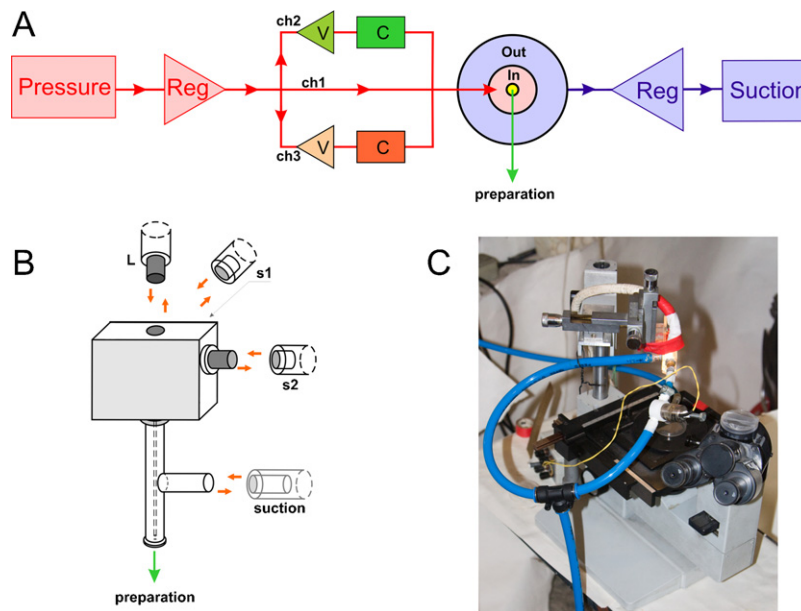 A
Pressure
Reg
ch2
V
C
ch1
ch3
V
C
Out
In
preparation
Reg
Suction
B
L
s1
s2
suction
preparation
C